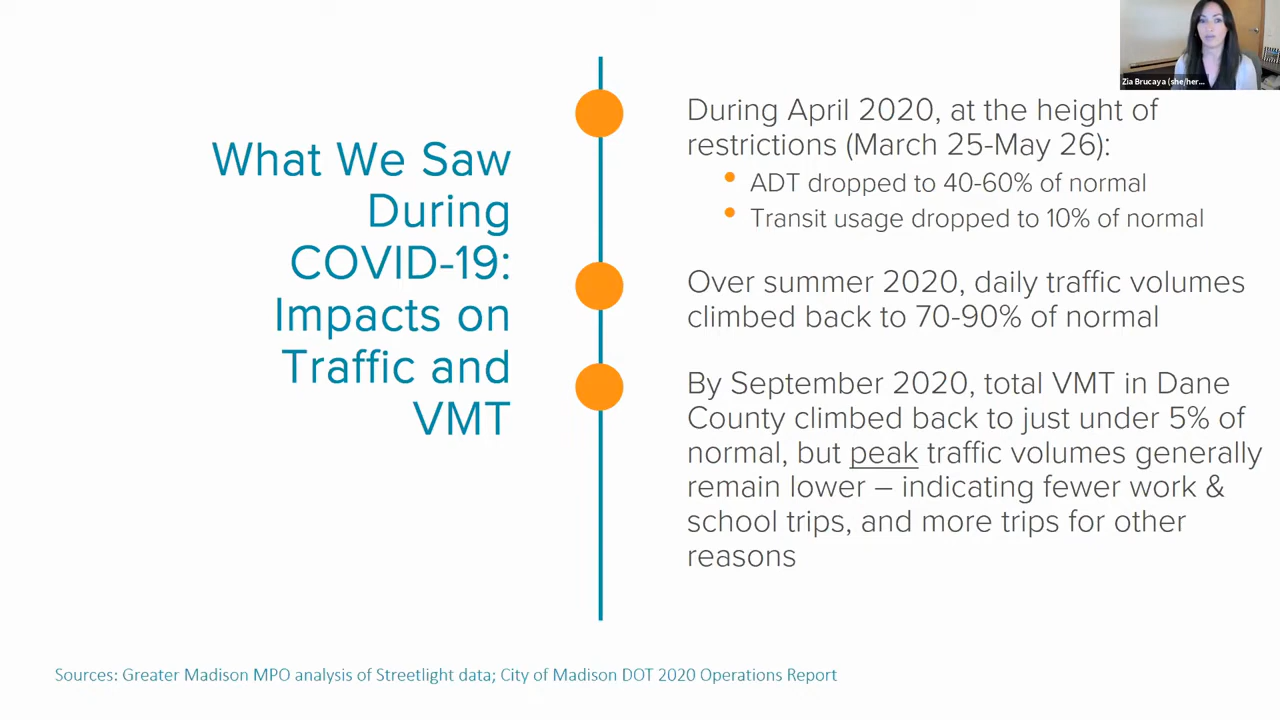 Zia Brucaya (she/her...
What We Saw
During
COVID-19:
Impacts on
Traffic and
VMT
During April 2020, at the height of
restrictions (March 25-May 26):
• ADT dropped to 40-60% of normal
• Transit usage dropped to 10% of normal
Over summer 2020, daily traffic volumes
climbed back to 70-90% of normal
By September 2020, total VMT in Dane
County climbed back to just under 5% of
normal, but peak traffic volumes generally
remain lower – indicating fewer work &
school trips, and more trips for other
reasons
Sources: Greater Madison MPO analysis of Streetlight data; City of Madison DOT 2020 Operations Report